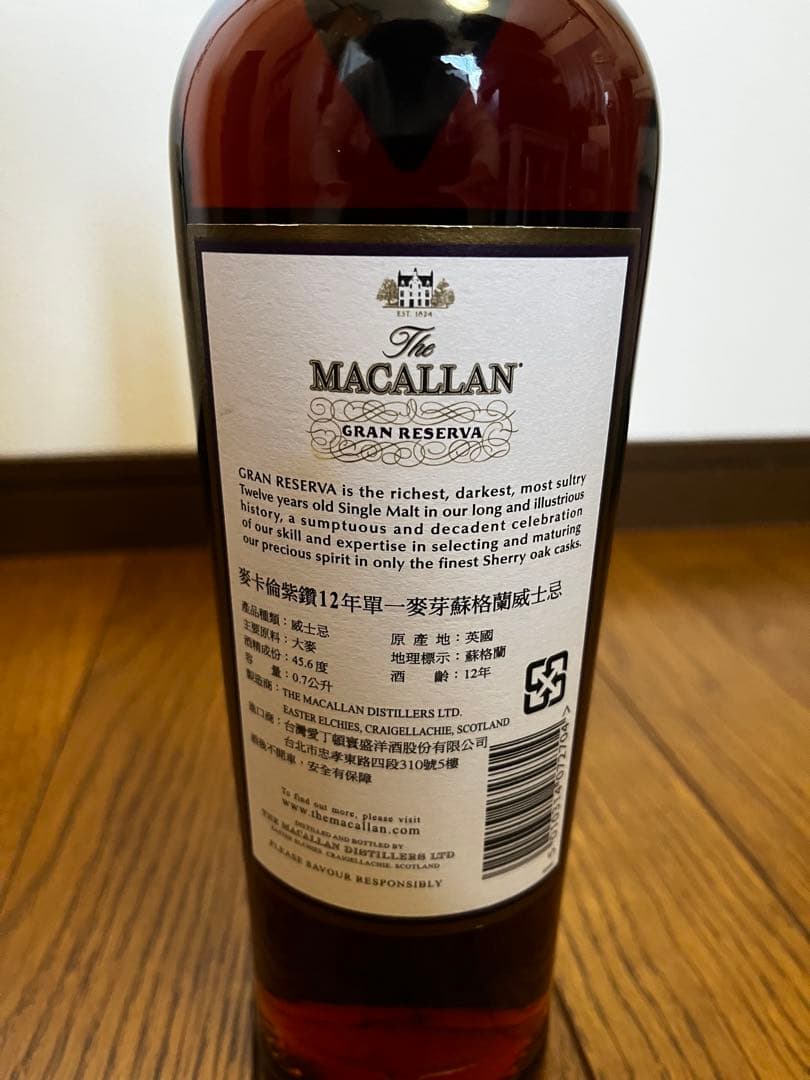 EST. 1824
The
MACALLAN
GRAN RESERVA
GRAN RESERVA is the richest, darkest, most sultry
Twelve years old Single Malt in our long and illustrious
history, a sumptuous and decadent celebration
of our skill and expertise in selecting and maturing
our precious spirit in only the finest Sherry oak casks.
麥卡倫紫鑽12年單一麥芽蘇格蘭威士忌
產品種類：威士忌
主要原料：大麥
酒精成份：45.6度
容量：0.7公升
原產地：英國
地理標示：蘇格蘭
酒齡：12年
製造商：THE MACALLAN DISTILLERS LTD.
EASTER ELCHIES, CRAIGELLACHIE, SCOTLAND
進口商：台灣愛丁頓寰盛洋酒股份有限公司
台北市忠孝東路四段310號5樓
酒後不開車，安全有保障
To find out more, please visit
www.themacallan.com
DISTILLED AND BOTTLED BY
THE MACALLAN DISTILLERS LTD
EASTER ELCHIES, CRAIGELLACHIE, SCOTLAND
PLEASE SAVOUR RESPONSIBLY